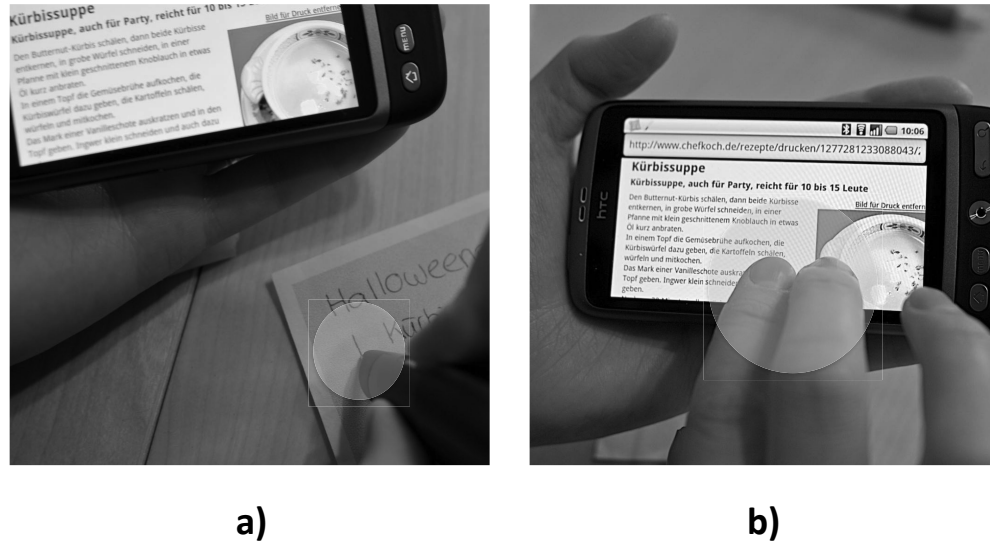 Kürbissuppe
Kürbissuppe, auch für Party, reicht für 10 bis 15
Bild für Druck entferne
Den Butternut-Kürbis schälen, dann beide Kürbisse
entkernen, in grobe Würfel schneiden, in einer
Pfanne mit klein geschnittenem Knoblauch in etwas
Öl kurz anbraten.
In einem Topf die Gemüsebrühe aufkochen, die
Kürbiswürfel dazu geben, die Kartoffeln schälen,
würfeln und mitkochen.
Das Mark einer Vanilleschote auskratzen und in den
Topf geben. Ingwer klein schneiden und auch dazu
MENU
Halloween
1 Kürbi
a)
10:06
http://www.chefkoch.de/rezepte/drucken/1277281233088043/2
hTC
Kürbissuppe
Kürbissuppe, auch für Party, reicht für 10 bis 15 Leute
Bild für Druck entfern
Den Butternut-Kürbis schälen, dann beide Kürbisse
entkernen, in grobe Würfel schneiden, in einer
Pfanne mit klein geschnittenem Knoblauch in etwas
Öl kurz anbraten.
In einem Topf die Gemüsebrühe aufkochen, die
Kürbiswürfel dazu geben, die Kartoffeln schälen,
würfeln und mitkochen.
Das Mark einer Vanilleschote auskra
Topf geben. Ingwer klein schneiden
geben.
b)